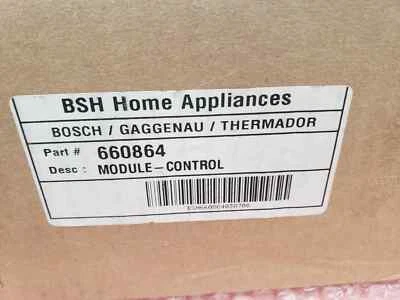 BSH Home Appliances
BOSCH / GAGGENAU / THERMADOR
Part # 660864
Desc : MODULE-CONTROL